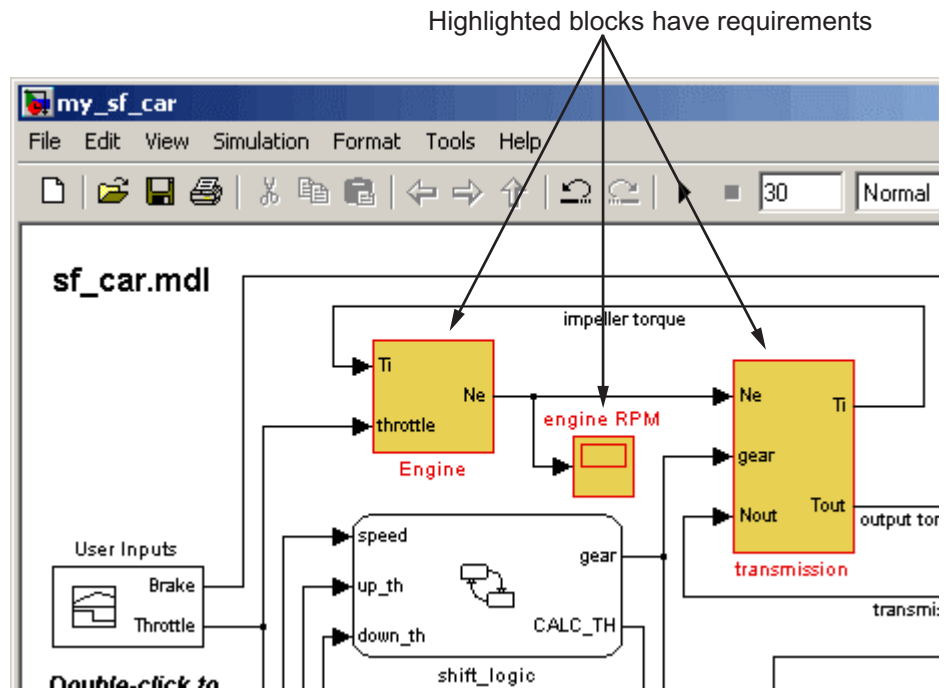 Highlighted blocks have requirements
my_sf_car
File Edit View Simulation Format Tools Help
30 Normal
sf_car.mdl
impeller torque
Ti
Ne
throttle
Engine
engine RPM
Ne
Ti
gear
Nout
Tout
output tor
transmission
transmis
User Inputs
Brake
Throttle
speed
up_th
down_th
gear
CALC_TH
shift_logic
Double-click to